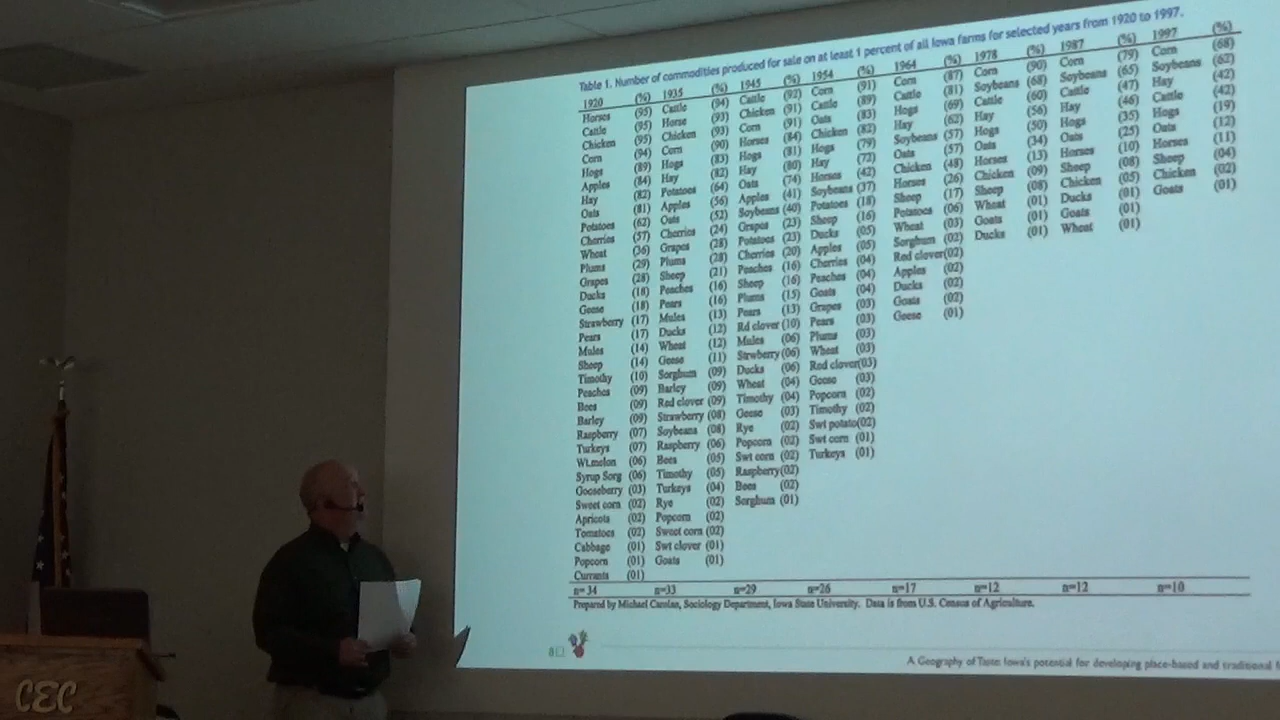 Table 1. Number of commodities produced for sale on at least 1 percent of all Iowa farms for selected years from 1920 to 1997.
1920 (%) 1935 (%) 1945 (%) 1954 (%) 1964 (%) 1978 (%) 1987 (%) 1997 (%)
Horses (95) Cattle (94) Cattle (92) Corn (91) Corn (87) Corn (90) Corn (79) Corn (68)
Cattle (95) Horse (93) Chicken (91) Cattle (89) Cattle (81) Soybeans (68) Soybeans (65) Soybeans (62)
Chicken (95) Chicken (93) Corn (91) Oats (83) Hogs (69) Cattle (60) Cattle (47) Hay (42)
Corn (94) Corn (90) Horses (84) Chicken (82) Hay (62) Hay (56) Hay (46) Cattle (42)
Hogs (89) Hogs (83) Hogs (81) Hogs (79) Soybeans (57) Hogs (50) Hogs (35) Hogs (19)
Apples (84) Hay (82) Hay (80) Hay (72) Oats (57) Oats (34) Oats (25) Oats (12)
Hay (82) Potatoes (64) Oats (74) Horses (42) Chicken (48) Horses (13) Horses (10) Horses (11)
Oats (81) Apples (56) Apples (41) Soybeans (37) Horses (26) Chicken (09) Sheep (08) Sheep (04)
Potatoes (62) Oats (52) Soybeans (40) Potatoes (18) Sheep (17) Sheep (08) Chicken (05) Chicken (02)
Cherries (57) Cherries (24) Grapes (23) Sheep (16) Potatoes (06) Wheat (01) Ducks (01) Goats (01)
Wheat (36) Grapes (28) Potatoes (23) Ducks (05) Wheat (03) Goats (01) Goats (01)
Plums (29) Plums (28) Cherries (20) Apples (05) Sorghum (02) Ducks (01) Wheat (01)
Grapes (28) Sheep (21) Peaches (16) Cherries (04) Red clover(02)
Ducks (18) Peaches (16) Sheep (16) Peaches (04) Apples (02)
Geese (18) Pears (16) Plums (15) Goats (04) Ducks (02)
Strawberry (17) Mules (13) Pears (13) Grapes (03) Goats (02)
Pears (17) Ducks (12) Rd clover (10) Pears (03) Geese (01)
Mules (14) Wheat (12) Mules (06) Plums (03)
Sheep (14) Geese (11) Strwberry (06) Wheat (03)
Timothy (10) Sorghum (09) Ducks (06) Red clover(03)
Peaches (09) Barley (09) Wheat (04) Geese (03)
Bees (09) Red clover (09) Timothy (04) Popcorn (02)
Barley (09) Strawberry (08) Geese (03) Timothy (02)
Raspberry (07) Soybeans (08) Rye (02) Swt potato(02)
Turkeys (07) Raspberry (06) Popcorn (02) Swt corn (01)
Wt.melon (06) Bees (05) Swt corn (02) Turkeys (01)
Syrup Sorg (06) Timothy (05) Raspberry(02)
Gooseberry (03) Turkeys (04) Bees (02)
Sweet corn (02) Rye (02) Sorghum (01)
Apricots (02) Popcorn (02)
Tomatoes (02) Sweet corn (02)
Cabbage (01) Swt clover (01)
Popcorn (01) Goats (01)
Currants (01)
n=34 n=33 n=29 n=26 n=17 n=12 n=12 n=10
Prepared by Michael Carolan, Sociology Department, Iowa State University. Data is from U.S. Census of Agriculture.
8
A Geography of Taste: Iowa's potential for developing place-based and traditional
CEC